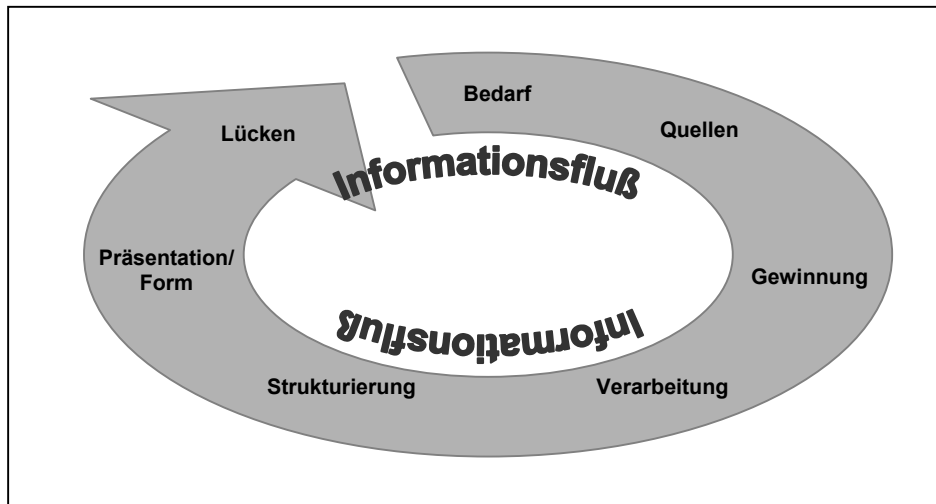 Bedarf
Quellen
Lücken
Informationsfluß
Präsentation/
Form
Gewinnung
Informationsfluß
Strukturierung
Verarbeitung